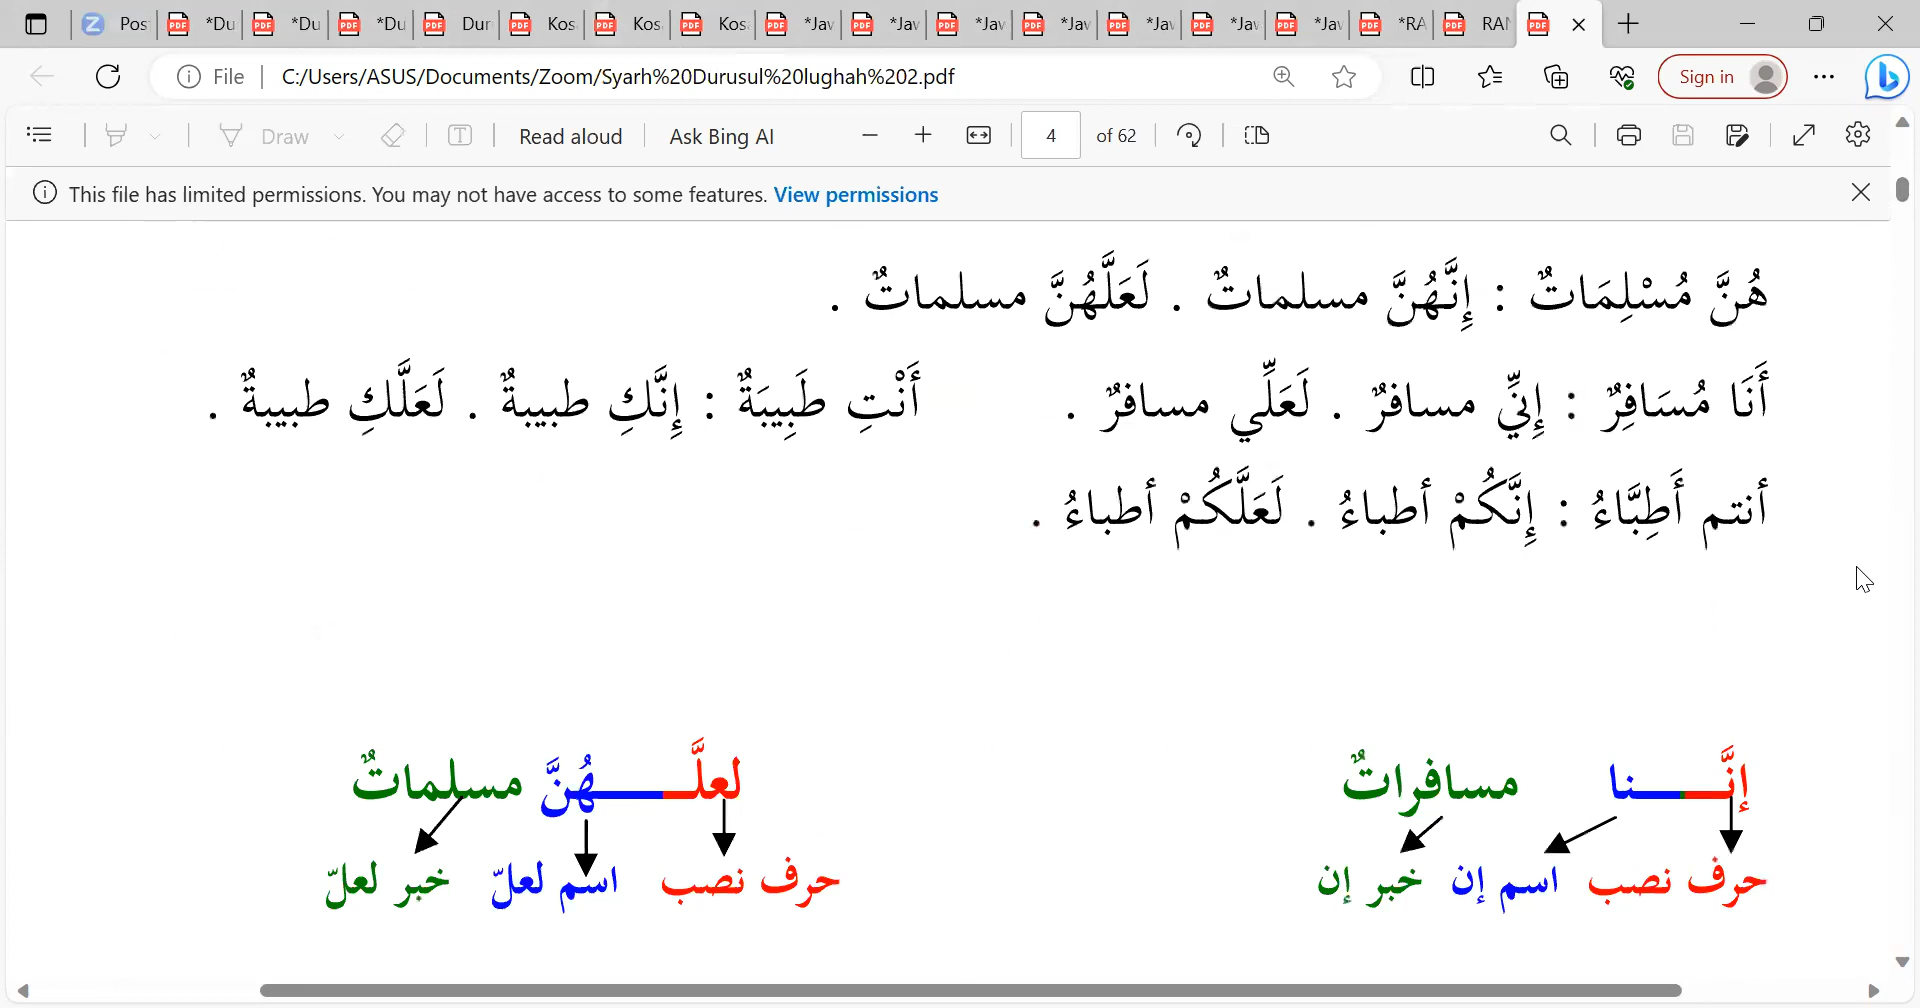 Pos *Du *Du *Du Dur Kos Kos Kos *Jav *Jav *Jav *Jav *Jav *Jav *Jav *RA RAN
File C:/Users/ASUS/Documents/Zoom/Syarh%20Durusul%20lughah%202.pdf Sign in
Draw Read aloud Ask Bing AI 4 of 62
This file has limited permissions. You may not have access to some features. View permissions
هُنَّ مُسْلِمَاتٌ : إِنَّهُنَّ مسلماتٌ . لَعَلَّهُنَّ مسلماتٌ .
أَنَا مُسَافِرٌ : إِنِّي مسافرٌ . لَعَلِّي مسافرٌ . أَنْتِ طَبِيبَةٌ : إِنَّكِ طبيبةٌ . لَعَلَّكِ طبيبةٌ .
أنتم أَطِبَّاءُ : إِنَّكُمْ أطباءُ . لَعَلَّكُمْ أطباءُ .
إنَّـــنا مسافراتٌ لعلَّـــهُنَّ مسلماتٌ
حرف نصب اسم إن خبر إن حرف نصب اسم لعلّ خبر لعلّ